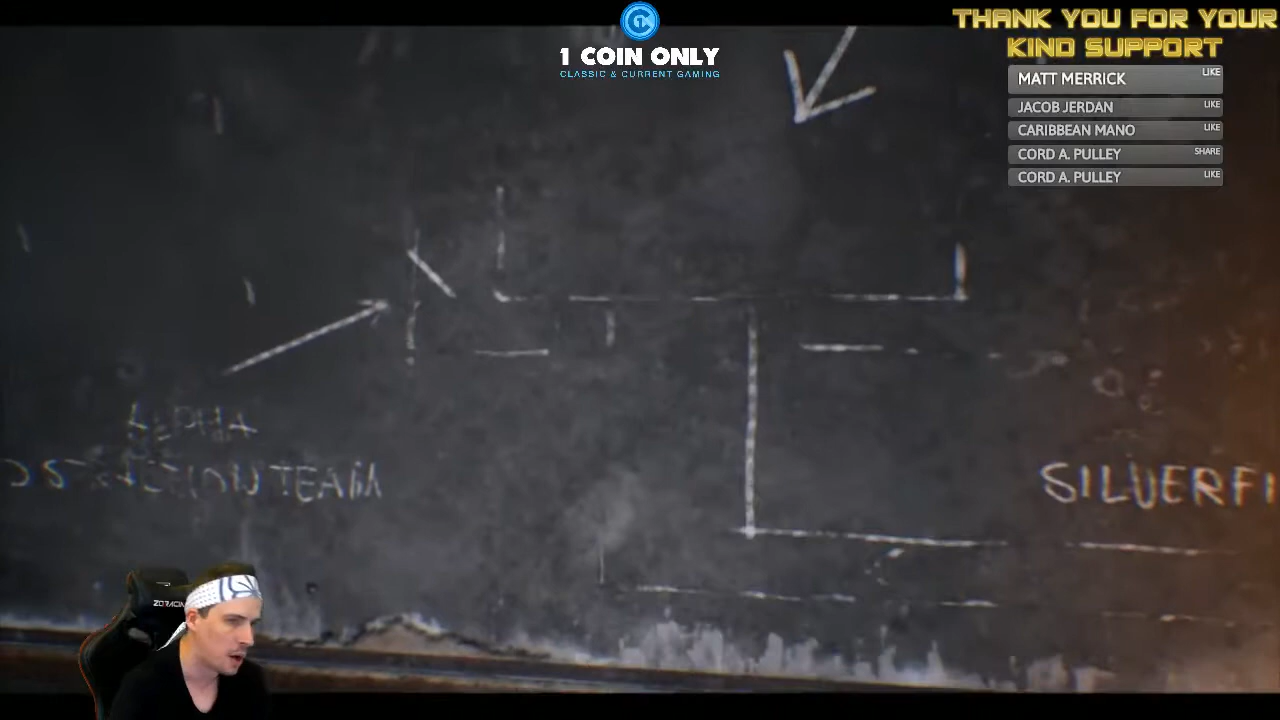 1 COIN ONLY
CLASSIC & CURRENT GAMING
THANK YOU FOR YOUR
KIND SUPPORT
MATT MERRICK LIKE
JACOB JERDAN LIKE
CARIBBEAN MANO LIKE
CORD A. PULLEY SHARE
CORD A. PULLEY LIKE
ALPHA
TEAM
SILVERFI